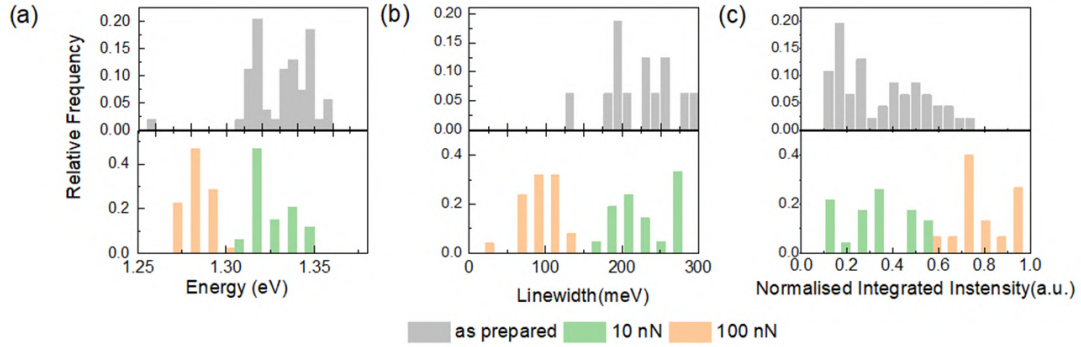 (a)
(b)
(c)
Relative Frequency
0.20
0.15
0.10
0.05
0.00
0.4
0.2
0.0
1.25 1.30 1.35
Energy (eV)
0.20
0.15
0.10
0.05
0.00
0.4
0.2
0.0
0 100 200 300
Linewidth(meV)
0.20
0.15
0.10
0.05
0.00
0.4
0.2
0.0
0.0 0.2 0.4 0.6 0.8 1.0
Normalised Integrated Instensity(a.u.)
as prepared 10 nN 100 nN